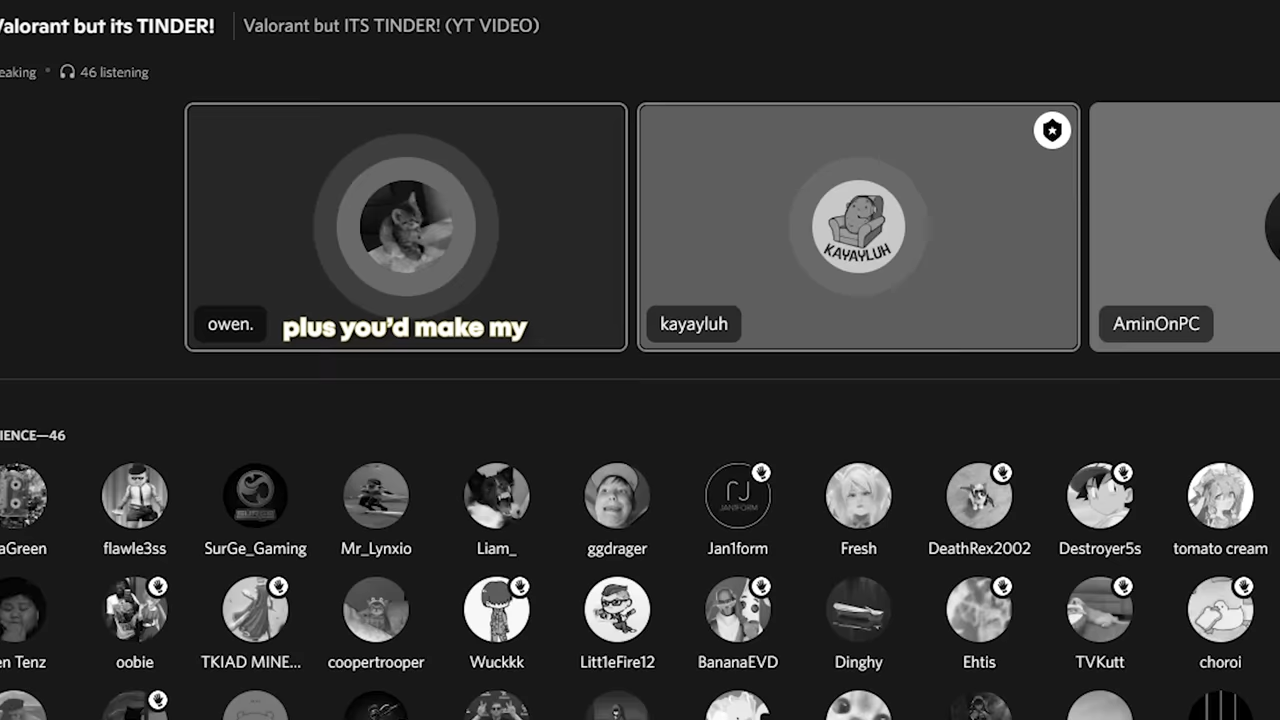 Valorant but its TINDER! Valorant but ITS TINDER! (YT VIDEO)
eaking 46 listening
KAYAYLUH
owen. plus you'd make my kayayluh AminOnPC
IENCE—46
JAN1FORM
SURGE
aGreen flawle3ss SurGe_Gaming Mr_Lynxio Liam_ ggdrager Jan1form Fresh DeathRex2002 Destroyer5s tomato cream
en Tenz oobie TKIAD MINE... coopertrooper Wuckkk Litt1eFire12 BananaEVD Dinghy Ehtis TVKutt choroi